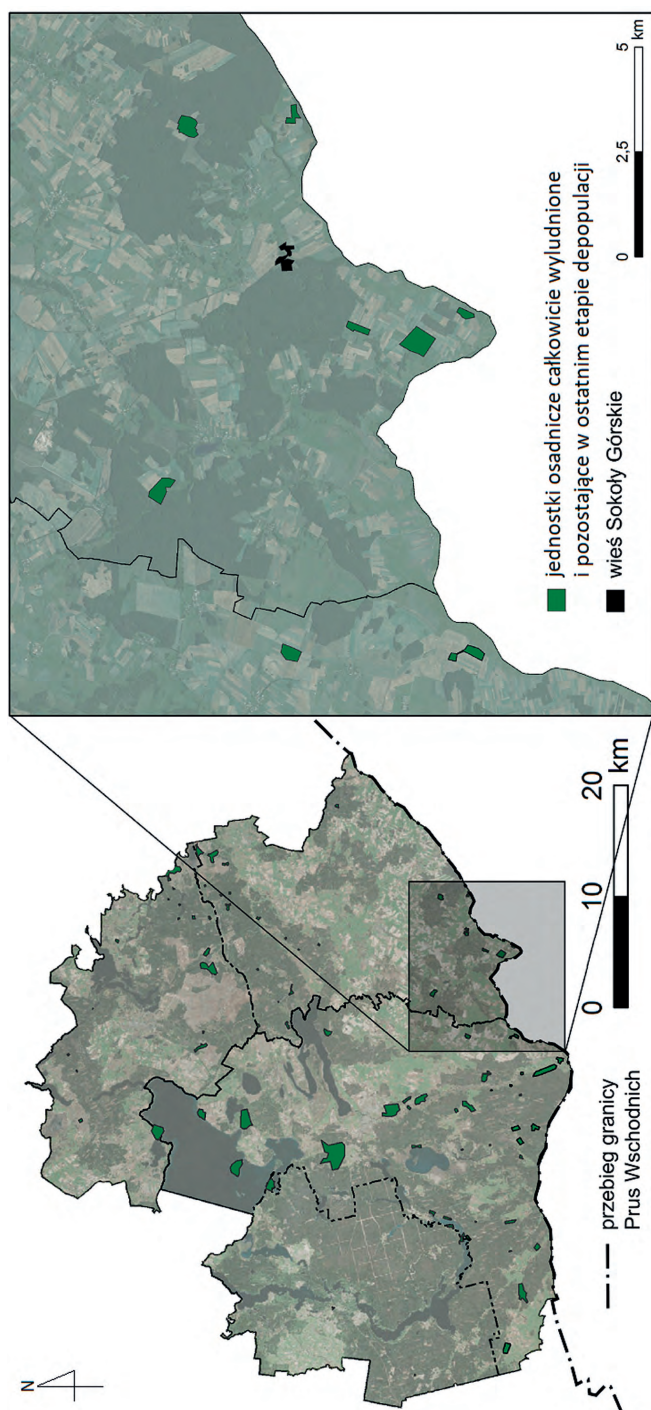 N
przebieg granicy
Prus Wschodnich
0 10 20
km
jednostki osadnicze całkowicie wyludnione
i pozostające w ostatnim etapie depopulacji
wieś Sokoły Górskie
0 2,5 5
km